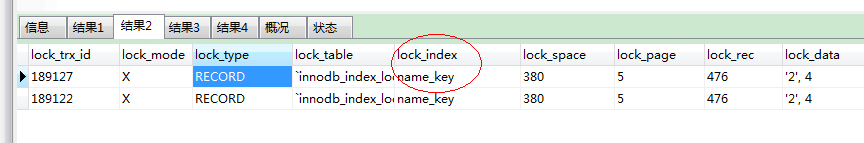 信息 结果1 结果2 结果3 结果4 概况 状态
lock_trx_id lock_mode lock_type lock_table lock_index lock_space lock_page lock_rec lock_data
189127 X RECORD `innodb_index_loc name_key 380 5 476 '2', 4
189122 X RECORD `innodb_index_loc name_key 380 5 476 '2', 4